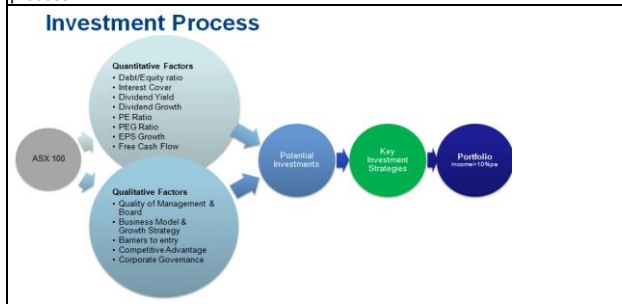 Investment Process
Quantitative Factors
• Debt/Equity ratio
• Interest Cover
• Dividend Yield
• Dividend Growth
• PE Ratio
• PEG Ratio
• EPS Growth
• Free Cash Flow
ASX 100
Potential
Investments
Key
Investment
Strategies
Portfolio
Income>10%pa
Qualitative Factors
• Quality of Management &
Board
• Business Model &
Growth Strategy
• Barriers to entry
• Competitive Advantage
• Corporate Governance